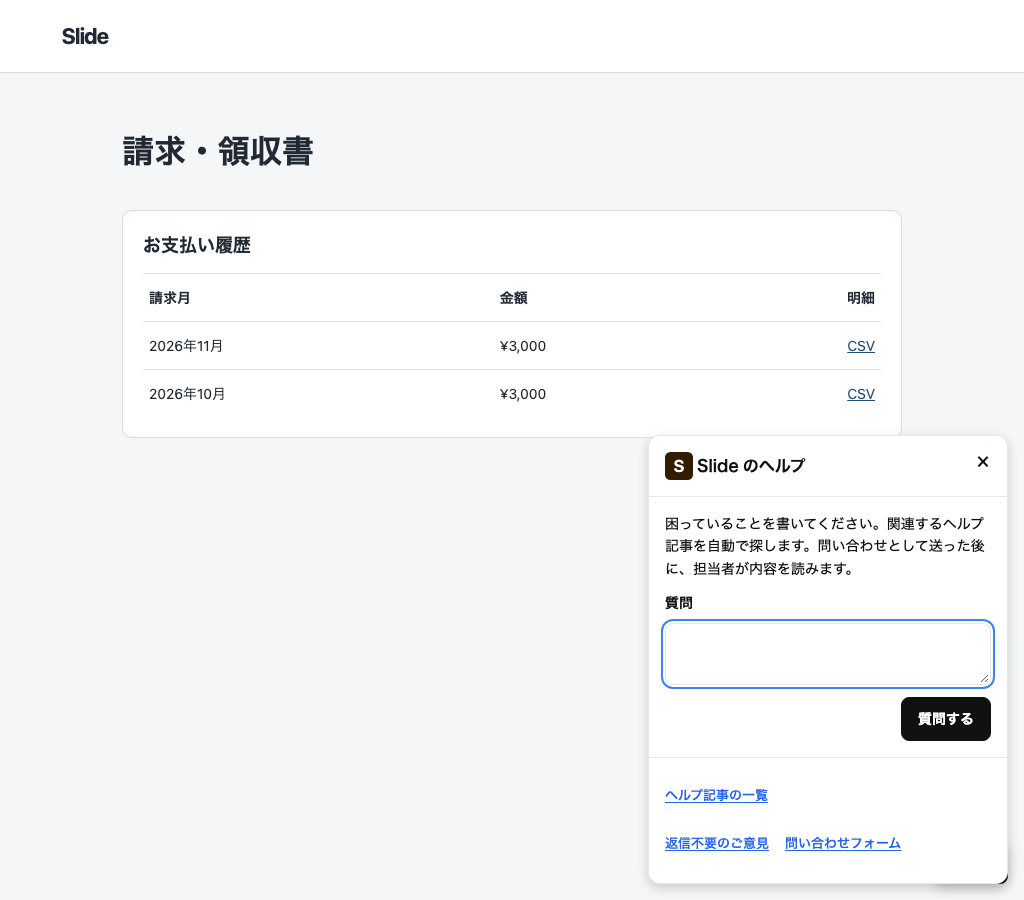 Slide
請求・領収書
お支払い履歴
請求月 金額 明細
2026年11月 ¥3,000 CSV
2026年10月 ¥3,000 CSV
S Slide のヘルプ ×
困っていることを書いてください。関連するヘルプ
記事を自動で探します。問い合わせとして送った後
に、担当者が内容を読みます。
質問
質問する
ヘルプ記事の一覧
返信不要のご意見 問い合わせフォーム